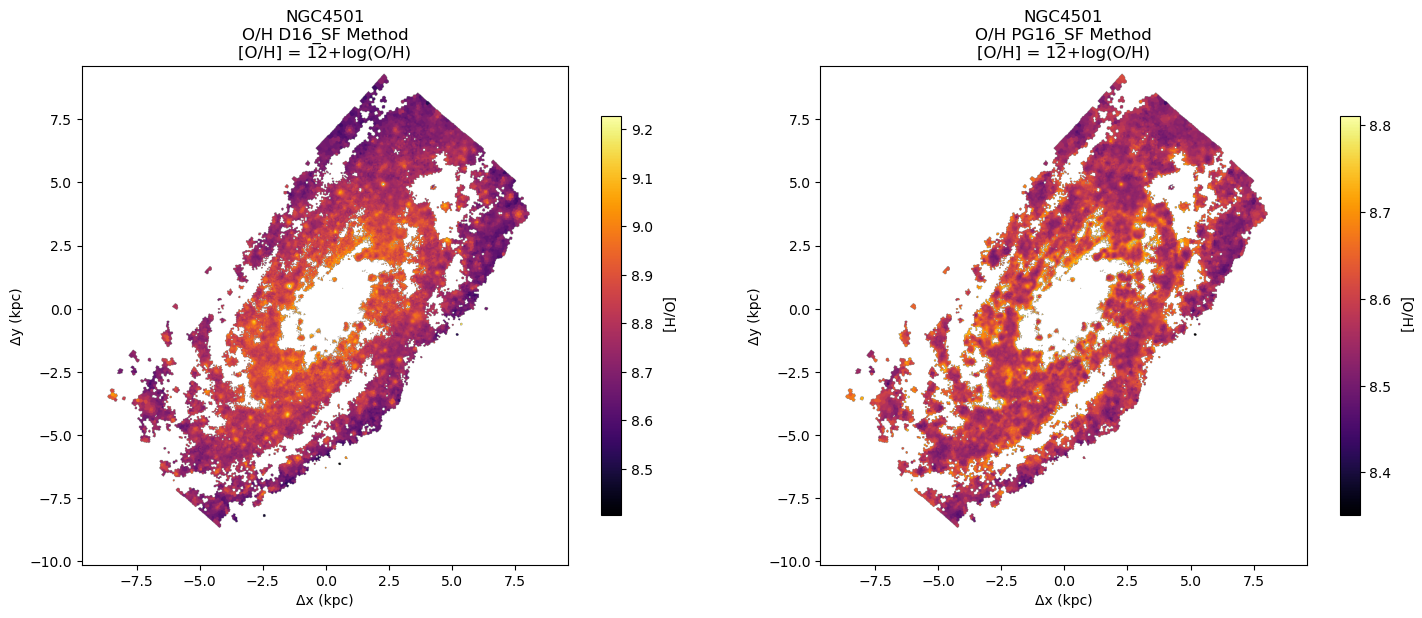 NGC4501
O/H D16_SF Method
[O/H] = 12+log(O/H)
7.5
5.0
2.5
0.0
−2.5
−5.0
−7.5
−10.0
Δy (kpc)
−7.5 −5.0 −2.5 0.0 2.5 5.0 7.5
Δx (kpc)
9.2
9.1
9.0
8.9
8.8
8.7
8.6
8.5
[O/H]
NGC4501
O/H PG16_SF Method
[O/H] = 12+log(O/H)
7.5
5.0
2.5
0.0
−2.5
−5.0
−7.5
−10.0
Δy (kpc)
−7.5 −5.0 −2.5 0.0 2.5 5.0 7.5
Δx (kpc)
8.8
8.7
8.6
8.5
8.4
[O/H]